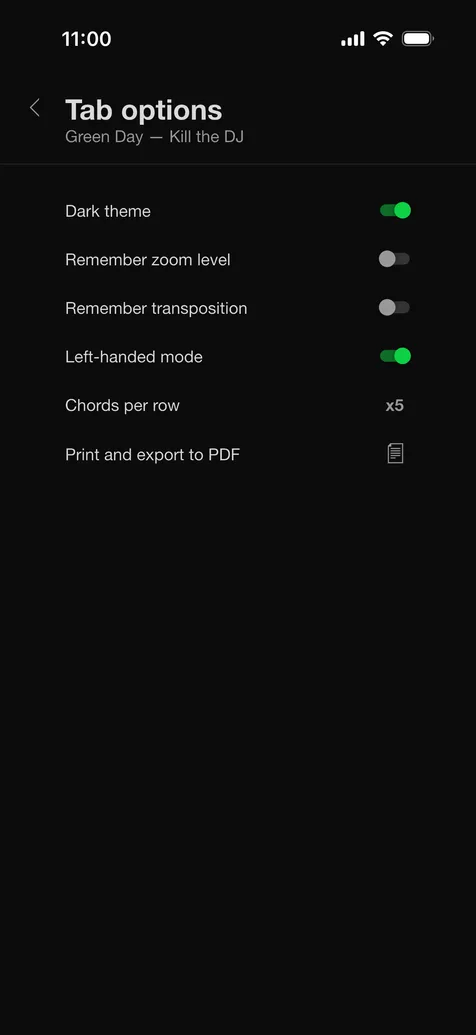 11:00
Tab options
Green Day — Kill the DJ
Dark theme
Remember zoom level
Remember transposition
Left-handed mode
Chords per row x5
Print and export to PDF